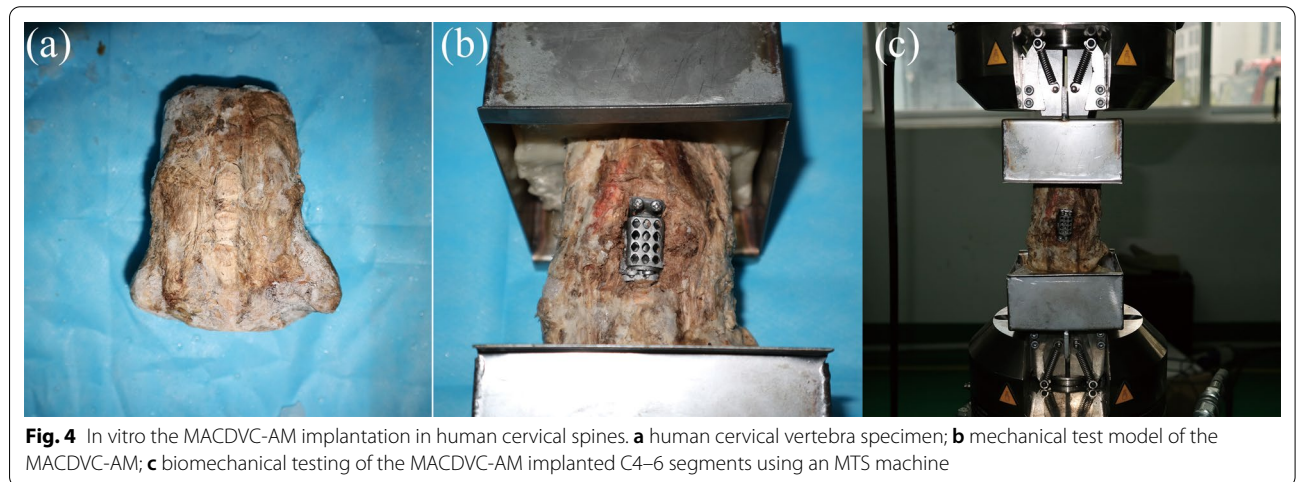 (a)
(b)
(c)
Fig. 4 In vitro the MACDVC-AM implantation in human cervical spines. a human cervical vertebra specimen; b mechanical test model of the
MACDVC-AM; c biomechanical testing of the MACDVC-AM implanted C4–6 segments using an MTS machine